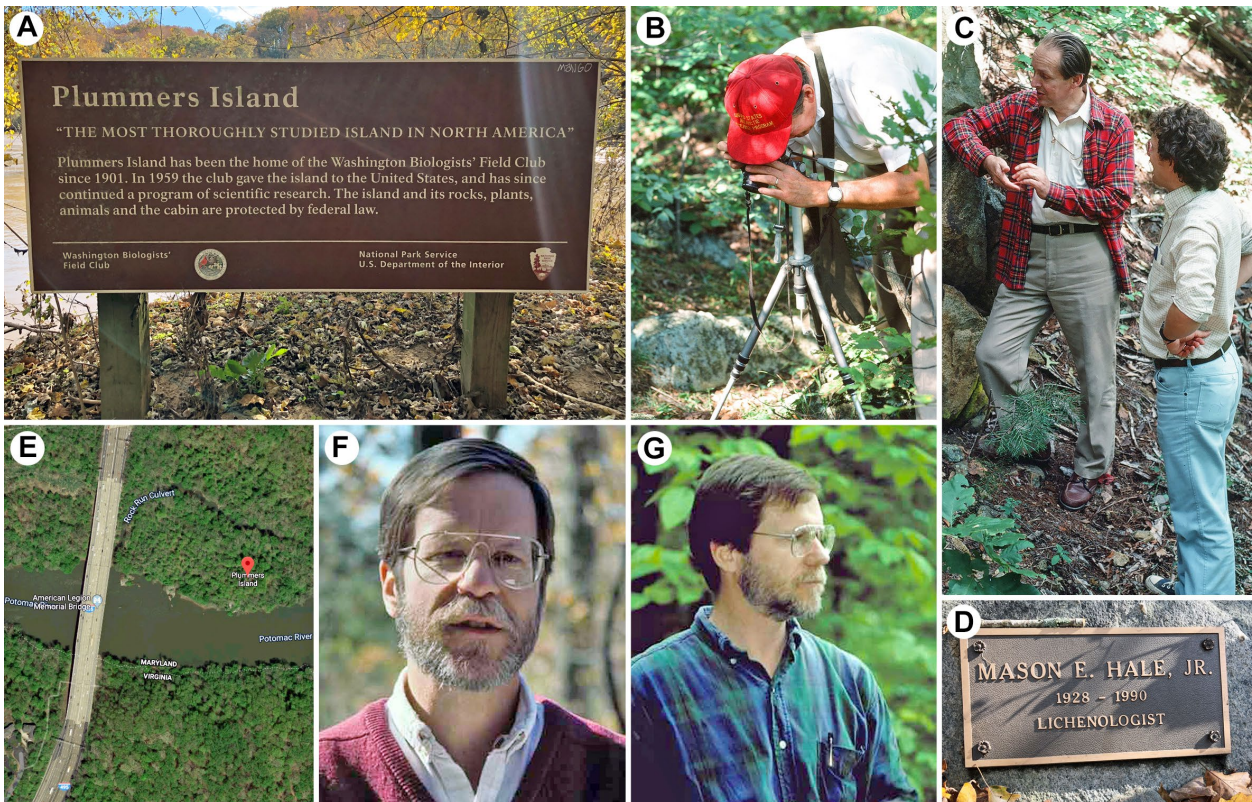 A
MANGO
Plummers Island
"THE MOST THOROUGHLY STUDIED ISLAND IN NORTH AMERICA"
Plummers Island has been the home of the Washington Biologists' Field Club
since 1901. In 1959 the club gave the island to the United States, and has since
continued a program of scientific research. The island and its rocks, plants,
animals and the cabin are protected by federal law.
Washington Biologists'
Field Club
National Park Service
U.S. Department of the Interior
B
C
D
MASON E. HALE, JR.
1928 – 1990
LICHENOLOGIST
E
Rock Run Culvert
Plummers
Island
American Legion
Memorial Bridge
Potomac River
MARYLAND
VIRGINIA
F
G